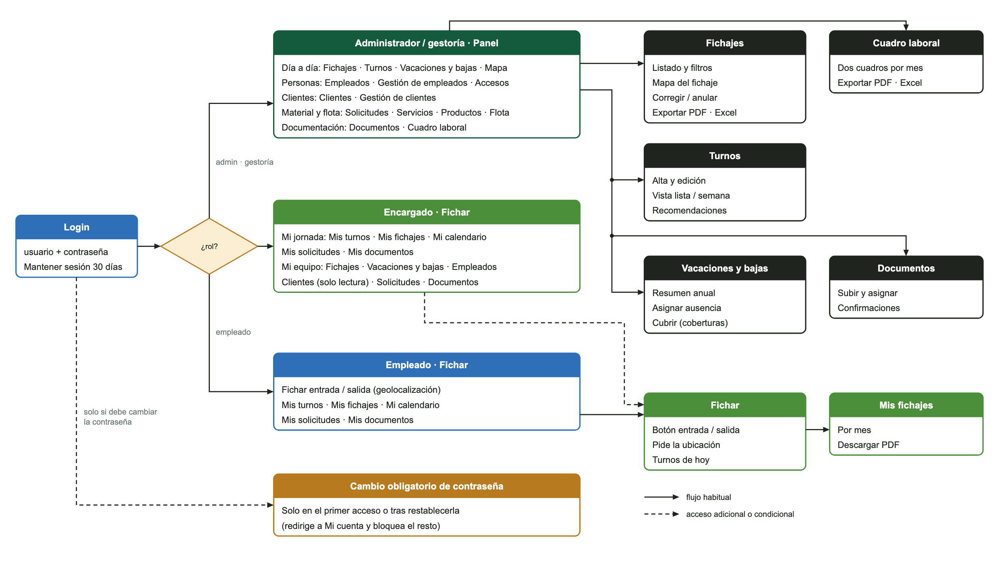 Login
usuario + contraseña
Mantener sesión 30 días
¿rol?
admin · gestoría
empleado
solo si debe cambiar
la contraseña
Administrador / gestoría · Panel
Día a día: Fichajes · Turnos · Vacaciones y bajas · Mapa
Personas: Empleados · Gestión de empleados · Accesos
Clientes: Clientes · Gestión de clientes
Material y flota: Solicitudes · Servicios · Productos · Flota
Documentación: Documentos · Cuadro laboral
Encargado · Fichar
Mi jornada: Mis turnos · Mis fichajes · Mi calendario
Mis solicitudes · Mis documentos
Mi equipo: Fichajes · Vacaciones y bajas · Empleados
Clientes (solo lectura) · Solicitudes · Documentos
Empleado · Fichar
Fichar entrada / salida (geolocalización)
Mis turnos · Mis fichajes · Mi calendario
Mis solicitudes · Mis documentos
Cambio obligatorio de contraseña
Solo en el primer acceso o tras restablecerla
(redirige a Mi cuenta y bloquea el resto)
Fichajes
Listado y filtros
Mapa del fichaje
Corregir / anular
Exportar PDF · Excel
Cuadro laboral
Dos cuadros por mes
Exportar PDF · Excel
Turnos
Alta y edición
Vista lista / semana
Recomendaciones
Vacaciones y bajas
Resumen anual
Asignar ausencia
Cubrir (coberturas)
Documentos
Subir y asignar
Confirmaciones
Fichar
Botón entrada / salida
Pide la ubicación
Turnos de hoy
Mis fichajes
Por mes
Descargar PDF
flujo habitual
acceso adicional o condicional